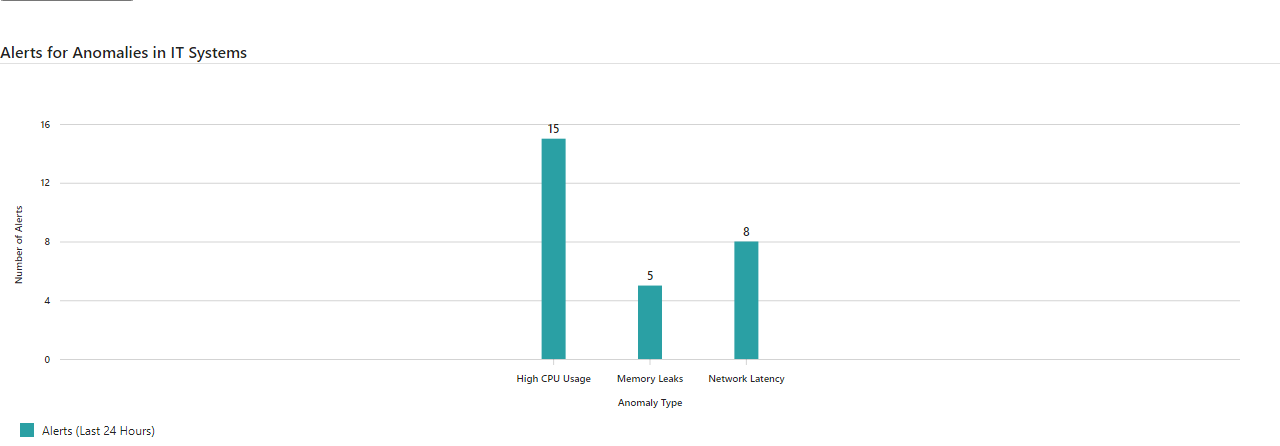 Alerts for Anomalies in IT Systems
16
12
8
4
0
Number of Alerts
15
5
8
High CPU Usage
Memory Leaks
Network Latency
Anomaly Type
Alerts (Last 24 Hours)